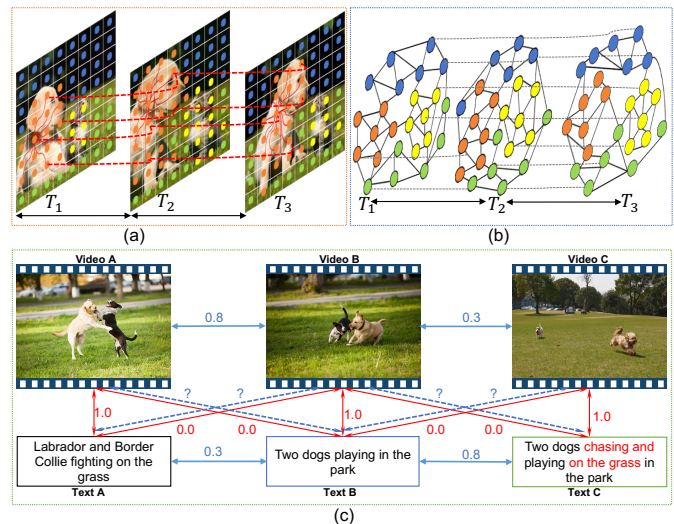 T1
T2
T3
(a)
T1
T2
T3
(b)
Video A
Video B
Video C
0.8
0.3
?
?
?
?
1.0
0.0
0.0
1.0
0.0
0.0
1.0
Labrador and Border
Collie fighting on the
grass
0.3
Two dogs playing in the
park
0.8
Two dogs chasing and
playing on the grass in
the park
Text A
Text B
Text C
(c)